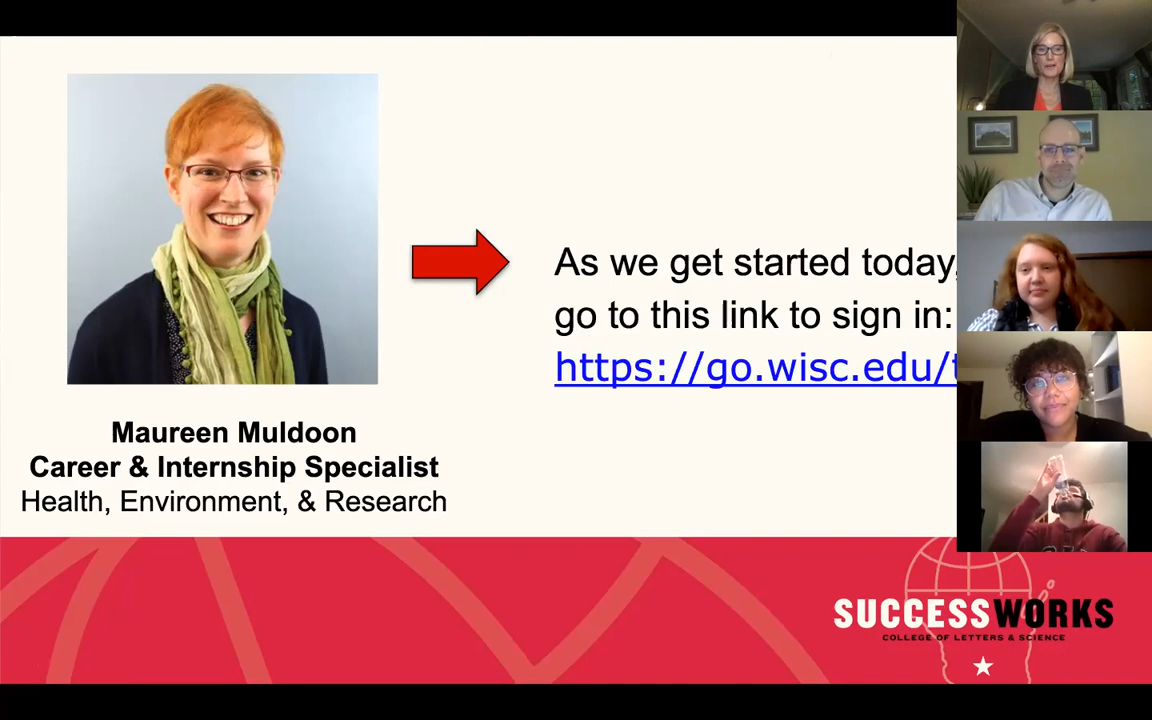 As we get started today,
go to this link to sign in:
https://go.wisc.edu/
Maureen Muldoon
Career & Internship Specialist
Health, Environment, & Research
SUCCESSWORKS
COLLEGE OF LETTERS & SCIENCE